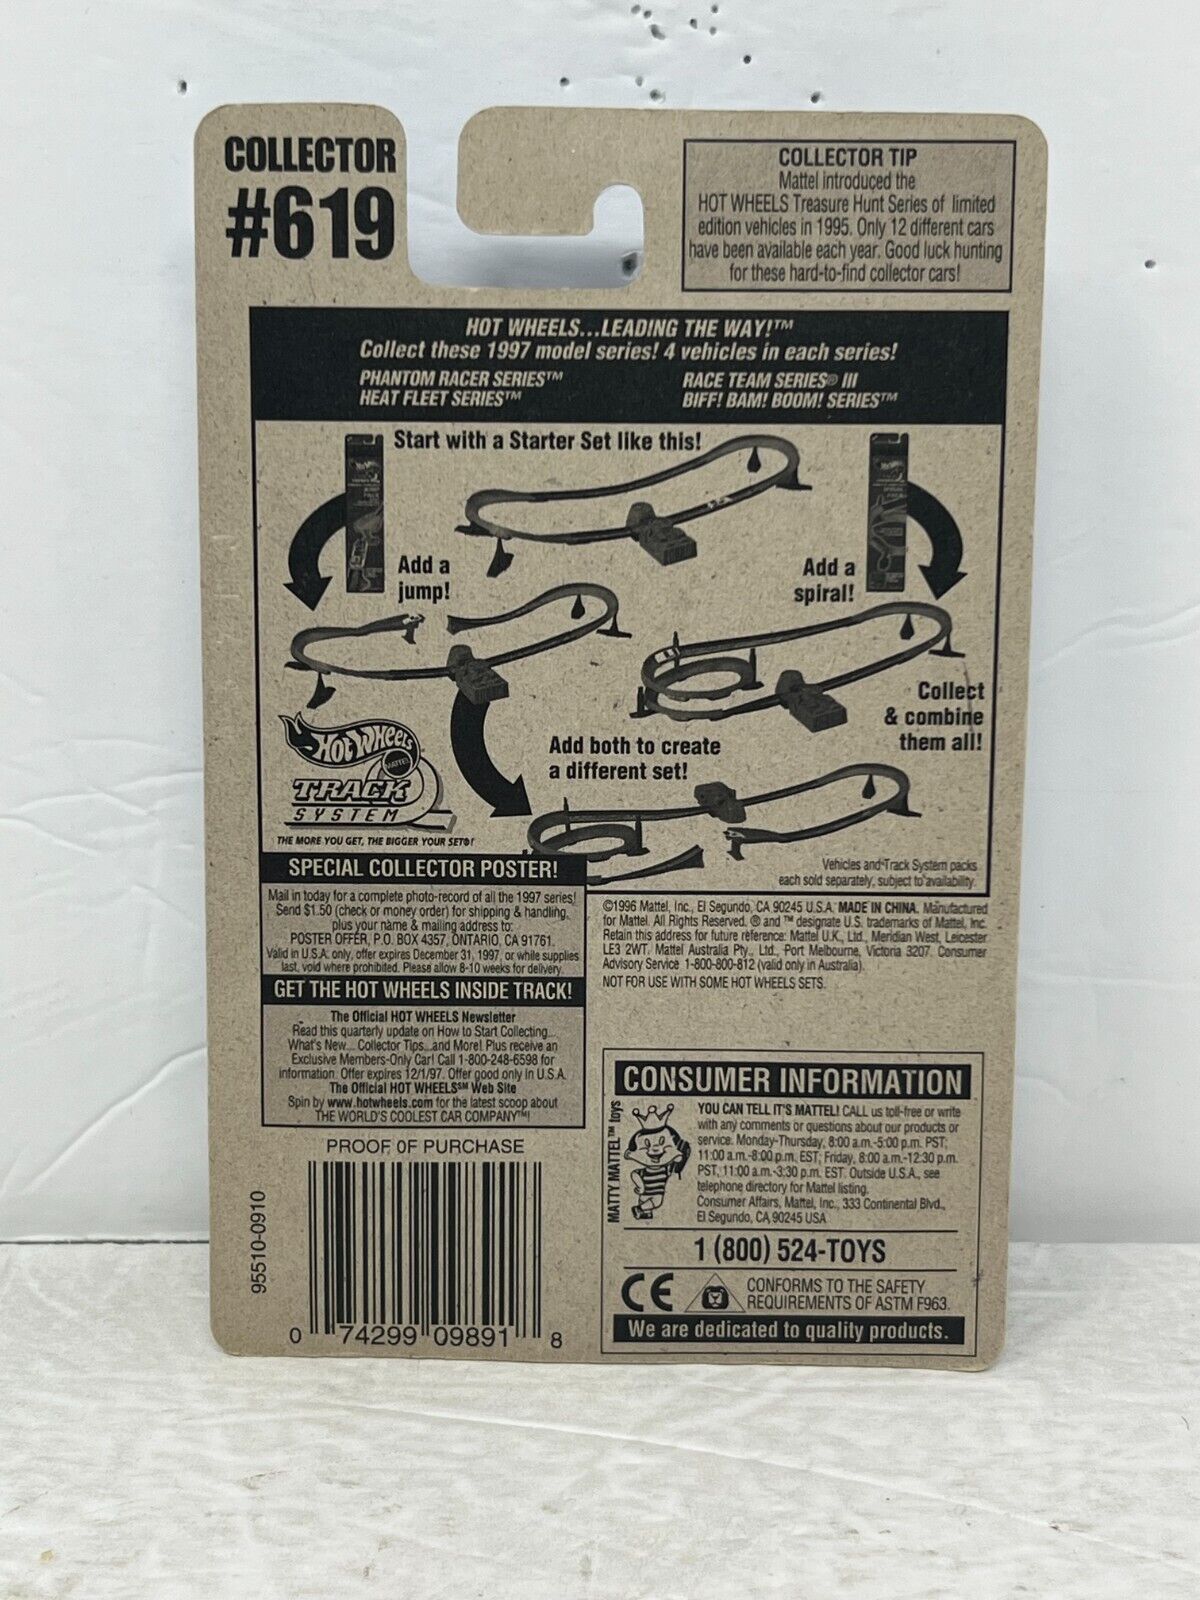 COLLECTOR
#619
COLLECTOR TIP
Mattel introduced the
HOT WHEELS Treasure Hunt Series of limited
edition vehicles in 1995. Only 12 different cars
have been available each year. Good luck hunting
for these hard-to-find collector cars!
HOT WHEELS...LEADING THE WAY!™
Collect these 1997 model series! 4 vehicles in each series!
PHANTOM RACER SERIES™
HEAT FLEET SERIES™
RACE TEAM SERIES® III
BIFF! BAM! BOOM! SERIES™
Start with a Starter Set like this!
Add a
jump!
Add a
spiral!
Collect
& combine
them all!
Add both to create
a different set!
Hot Wheels
MATTEL
TRACK
SYSTEM
THE MORE YOU GET, THE BIGGER YOUR SET®!
Vehicles and Track System packs
each sold separately, subject to availability.
SPECIAL COLLECTOR POSTER!
Mail in today for a complete photo-record of all the 1997 series!
Send $1.50 (check or money order) for shipping & handling,
plus your name & mailing address to:
POSTER OFFER, P.O. BOX 4357, ONTARIO, CA 91761.
Valid in U.S.A. only, offer expires December 31, 1997, or while supplies
last, void where prohibited. Please allow 8-10 weeks for delivery.
GET THE HOT WHEELS INSIDE TRACK!
The Official HOT WHEELS Newsletter
Read this quarterly update on How to Start Collecting...
What's New... Collector Tips...and More! Plus receive an
Exclusive Members-Only Car! Call 1-800-248-6598 for
information. Offer expires 12/1/97. Offer good only in U.S.A.
The Official HOT WHEELS℠ Web Site
Spin by www.hotwheels.com for the latest scoop about
THE WORLD'S COOLEST CAR COMPANY™!
©1996 Mattel, Inc., El Segundo, CA 90245 U.S.A. MADE IN CHINA. Manufactured
for Mattel. All Rights Reserved. ® and ™ designate U.S. trademarks of Mattel, Inc.
Retain this address for future reference: Mattel U.K., Ltd., Meridian West, Leicester
LE3 2WT. Mattel Australia Pty., Ltd., Port Melbourne, Victoria 3207. Consumer
Advisory Service 1-800-800-812 (valid only in Australia).
NOT FOR USE WITH SOME HOT WHEELS SETS.
CONSUMER INFORMATION
MATTY MATTEL™ toys
YOU CAN TELL IT'S MATTEL! CALL us toll-free or write
with any comments or questions about our products or
service. Monday-Thursday, 8:00 a.m.-5:00 p.m. PST;
11:00 a.m.-8:00 p.m. EST; Friday, 8:00 a.m.-12:30 p.m.
PST, 11:00 a.m.-3:30 p.m. EST. Outside U.S.A., see
telephone directory for Mattel listing.
Consumer Affairs, Mattel, Inc., 333 Continental Blvd.,
El Segundo, CA 90245 USA
1 (800) 524-TOYS
CE
CONFORMS TO THE SAFETY
REQUIREMENTS OF ASTM F963.
We are dedicated to quality products.
PROOF OF PURCHASE
95510-0910
0 74299 09891 8